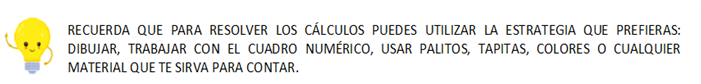 RECUERDA QUE PARA RESOLVER LOS CÁLCULOS PUEDES UTILIZAR LA ESTRATEGIA QUE PREFIERAS:
DIBUJAR, TRABAJAR CON EL CUADRO NUMÉRICO, USAR PALITOS, TAPITAS, COLORES O CUALQUIER
MATERIAL QUE TE SIRVA PARA CONTAR.